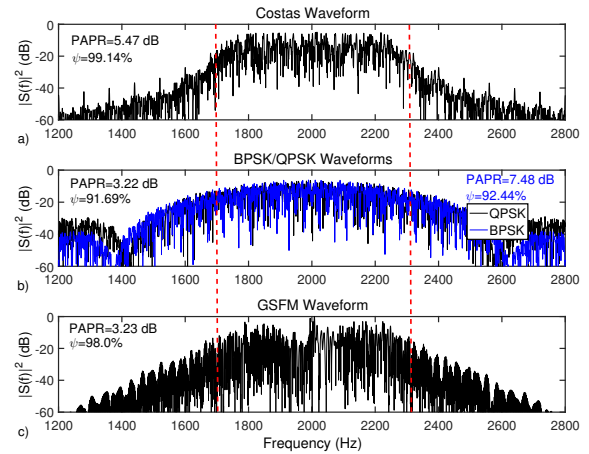 Costas Waveform
PAPR=5.47 dB
ψ=99.14%
|S(f)|² (dB)
0
-20
-40
-60
1200 1400 1600 1800 2000 2200 2400 2600 2800
a)
BPSK/QPSK Waveforms
PAPR=3.22 dB
ψ=91.69%
PAPR=7.48 dB
ψ=92.44%
QPSK
BPSK
|S(f)|² (dB)
0
-20
-40
-60
1200 1400 1600 1800 2000 2200 2400 2600 2800
b)
GSFM Waveform
PAPR=3.23 dB
ψ=98.0%
|S(f)|² (dB)
0
-20
-40
-60
1200 1400 1600 1800 2000 2200 2400 2600 2800
c)
Frequency (Hz)